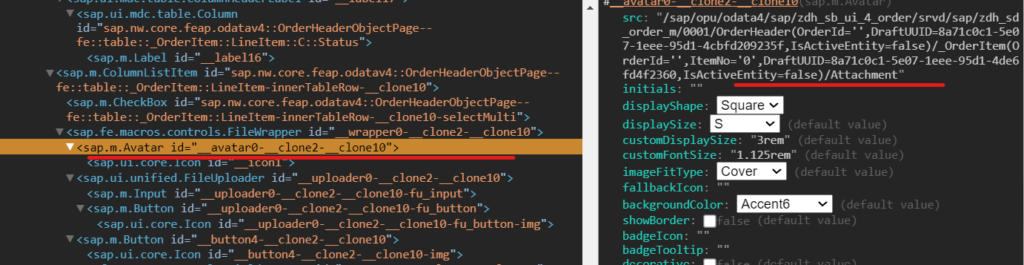 ▼<sap.ui.mdc.table.Column
id="sap.nw.core.feap.odatav4::OrderHeaderObjectPage--
fe::table::_OrderItem::LineItem::C::Status">
<sap.m.Label id="__label16">
▼<sap.m.ColumnListItem id="sap.nw.core.feap.odatav4::OrderHeaderObjectPage--
fe::table::_OrderItem::LineItem-innerTableRow-__clone10">
<sap.m.CheckBox id="sap.nw.core.feap.odatav4::OrderHeaderObjectPage--
fe::table::_OrderItem::LineItem-innerTableRow-__clone10-selectMulti">
▼<sap.fe.macros.controls.FileWrapper id="__wrapper0-__clone2-__clone10">
▼<sap.m.Avatar id="__avatar0-__clone2-__clone10">
<sap.ui.core.Icon id="__icon1">
▼<sap.ui.unified.FileUploader id="__uploader0-__clone2-__clone10">
<sap.m.Input id="__uploader0-__clone2-__clone10-fu_input">
▼<sap.m.Button id="__uploader0-__clone2-__clone10-fu_button">
<sap.ui.core.Icon id="__uploader0-__clone2-__clone10-fu_button-img">
▼<sap.m.Button id="__button4-__clone2-__clone10">
<sap.ui.core.Icon id="__button4-__clone2-__clone10-img">
#__avatar0-__clone2-__clone10(sap.m.Avatar)
src: "/sap/opu/odata4/sap/zdh_sb_ui_4_order/srvd/sap/zdh_sd
_order_m/0001/OrderHeader(OrderId='',DraftUUID=8a71c0c1-5e
07-1eee-95d1-4cbfd209235f,IsActiveEntity=false)/_OrderItem(O
rderId='',ItemNo='0',DraftUUID=8a71c0c1-5e07-1eee-95d1-4de6
fd4f2360,IsActiveEntity=false)/Attachment"
initials: ""
displayShape: Square
displaySize: S (default value)
customDisplaySize: "3rem" (default value)
customFontSize: "1.125rem" (default value)
imageFitType: Cover (default value)
fallbackIcon: ""
backgroundColor: Accent6 (default value)
showBorder: false (default value)
badgeIcon: ""
badgeTooltip: ""
decorative: false (default value)